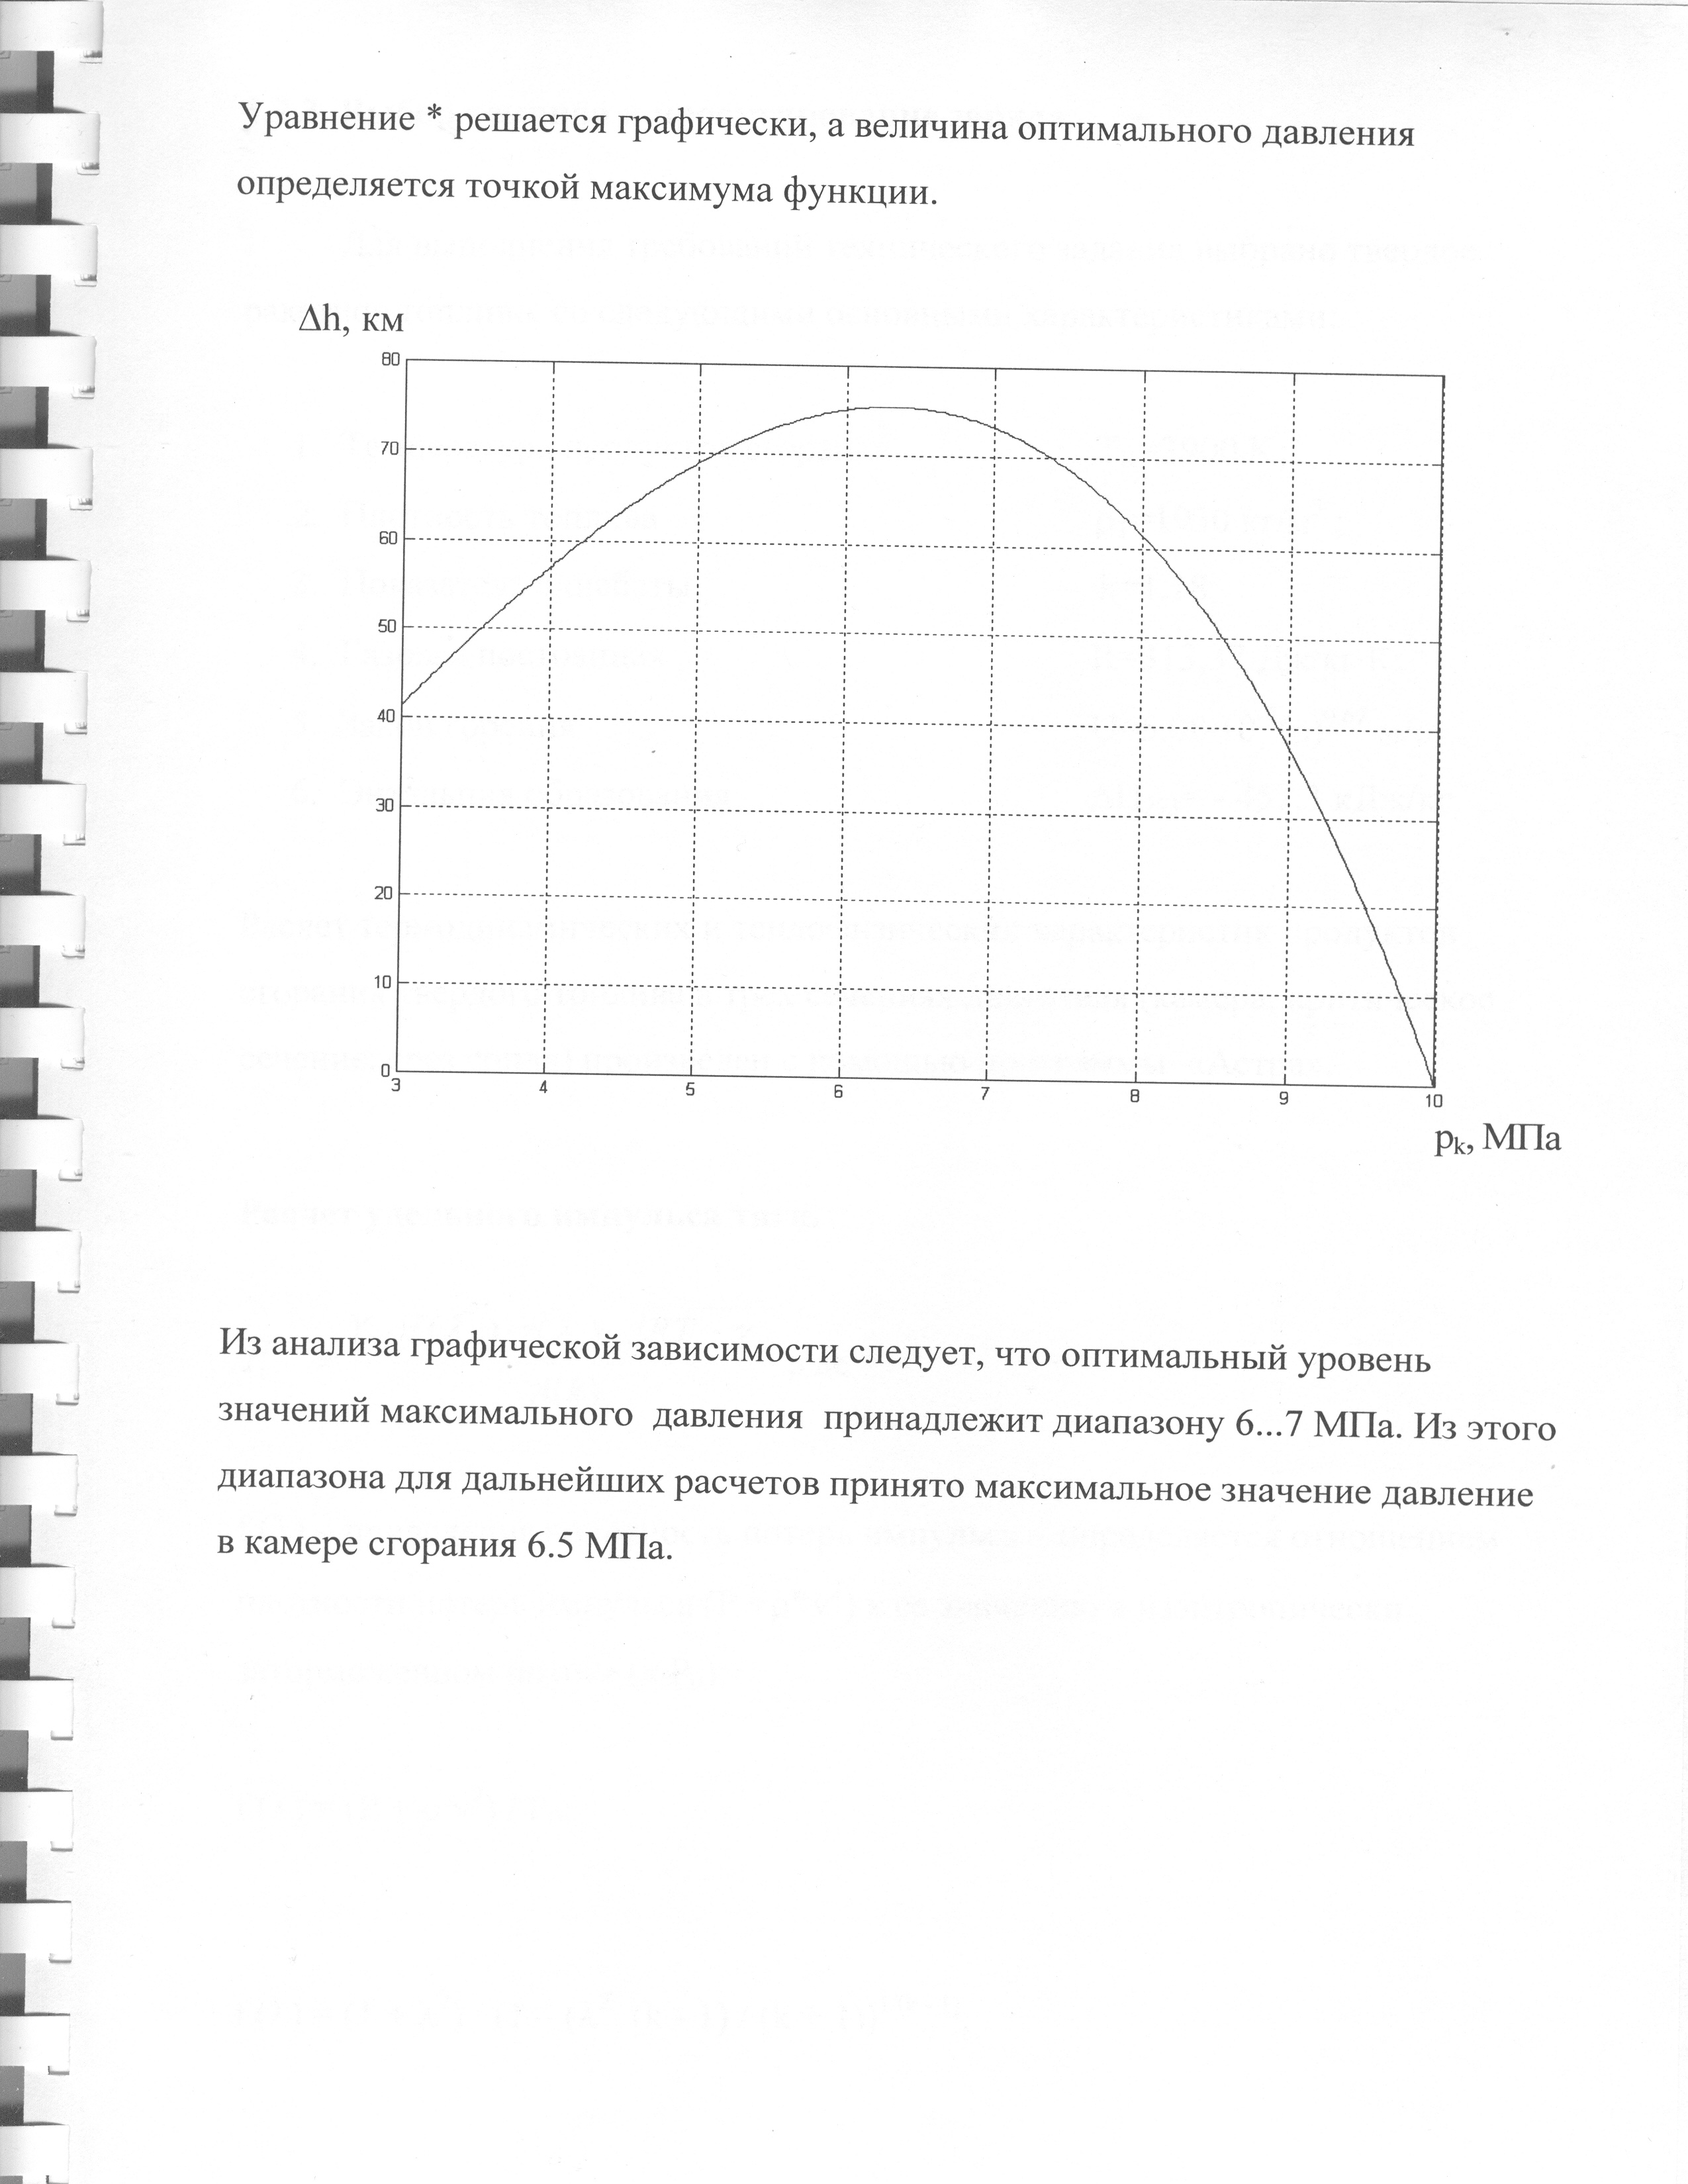 Уравнение * решается графически, а величина оптимального давления
определяется точкой максимума функции.
Δh, км
80
70
60
50
40
30
20
10
0
3 4 5 6 7 8 9 10
pk, МПа
Из анализа графической зависимости следует, что оптимальный уровень
значений максимального давления принадлежит диапазону 6...7 МПа. Из этого
диапазона для дальнейших расчетов принято максимальное значение давление
в камере сгорания 6.5 МПа.